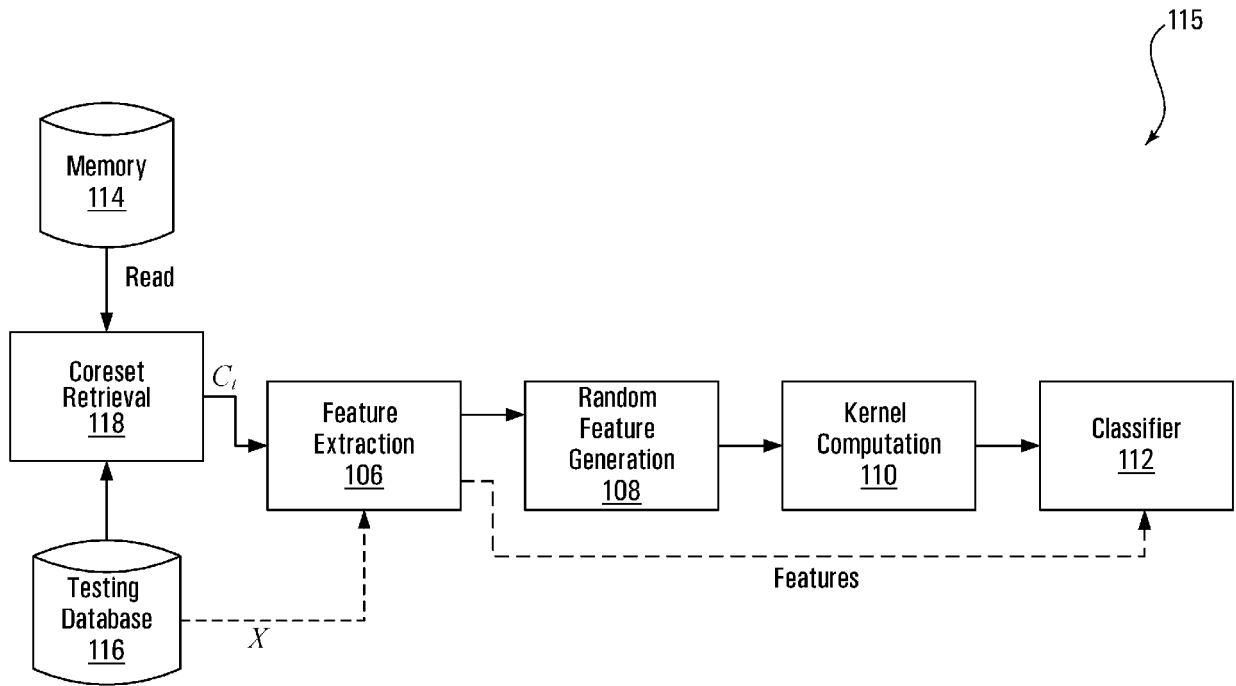 115
Memory
114
Read
Coreset
Retrieval
118
C_t
Feature
Extraction
106
Random
Feature
Generation
108
Kernel
Computation
110
Classifier
112
Features
Testing
Database
116
X